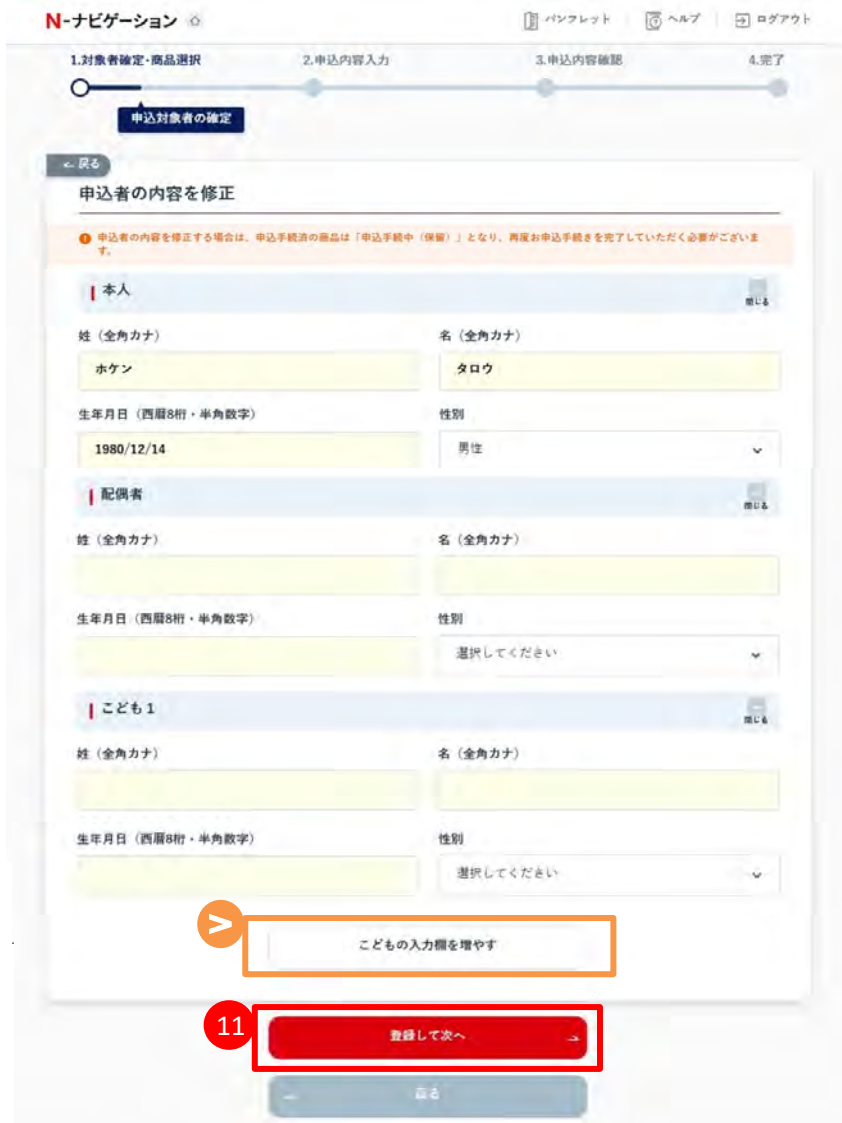 N-ナビゲーション パンフレット ヘルプ ログアウト
1.対象者確定・商品選択 2.申込内容入力 3.申込内容確認 4.完了
申込対象者の確定
戻る
申込者の内容を修正
申込者の内容を修正する場合は、申込手続済の商品は「申込手続中（保留）」となり、再度お申込手続きを完了していただく必要がございま
す。
本人 閉じる
姓（全角カナ） 名（全角カナ）
ホケン タロウ
生年月日（西暦8桁・半角数字） 性別
1980/12/14 男性
配偶者 閉じる
姓（全角カナ） 名（全角カナ）
生年月日（西暦8桁・半角数字） 性別
選択してください
こども1 閉じる
姓（全角カナ） 名（全角カナ）
生年月日（西暦8桁・半角数字） 性別
選択してください
こどもの入力欄を増やす
11 登録して次へ
戻る